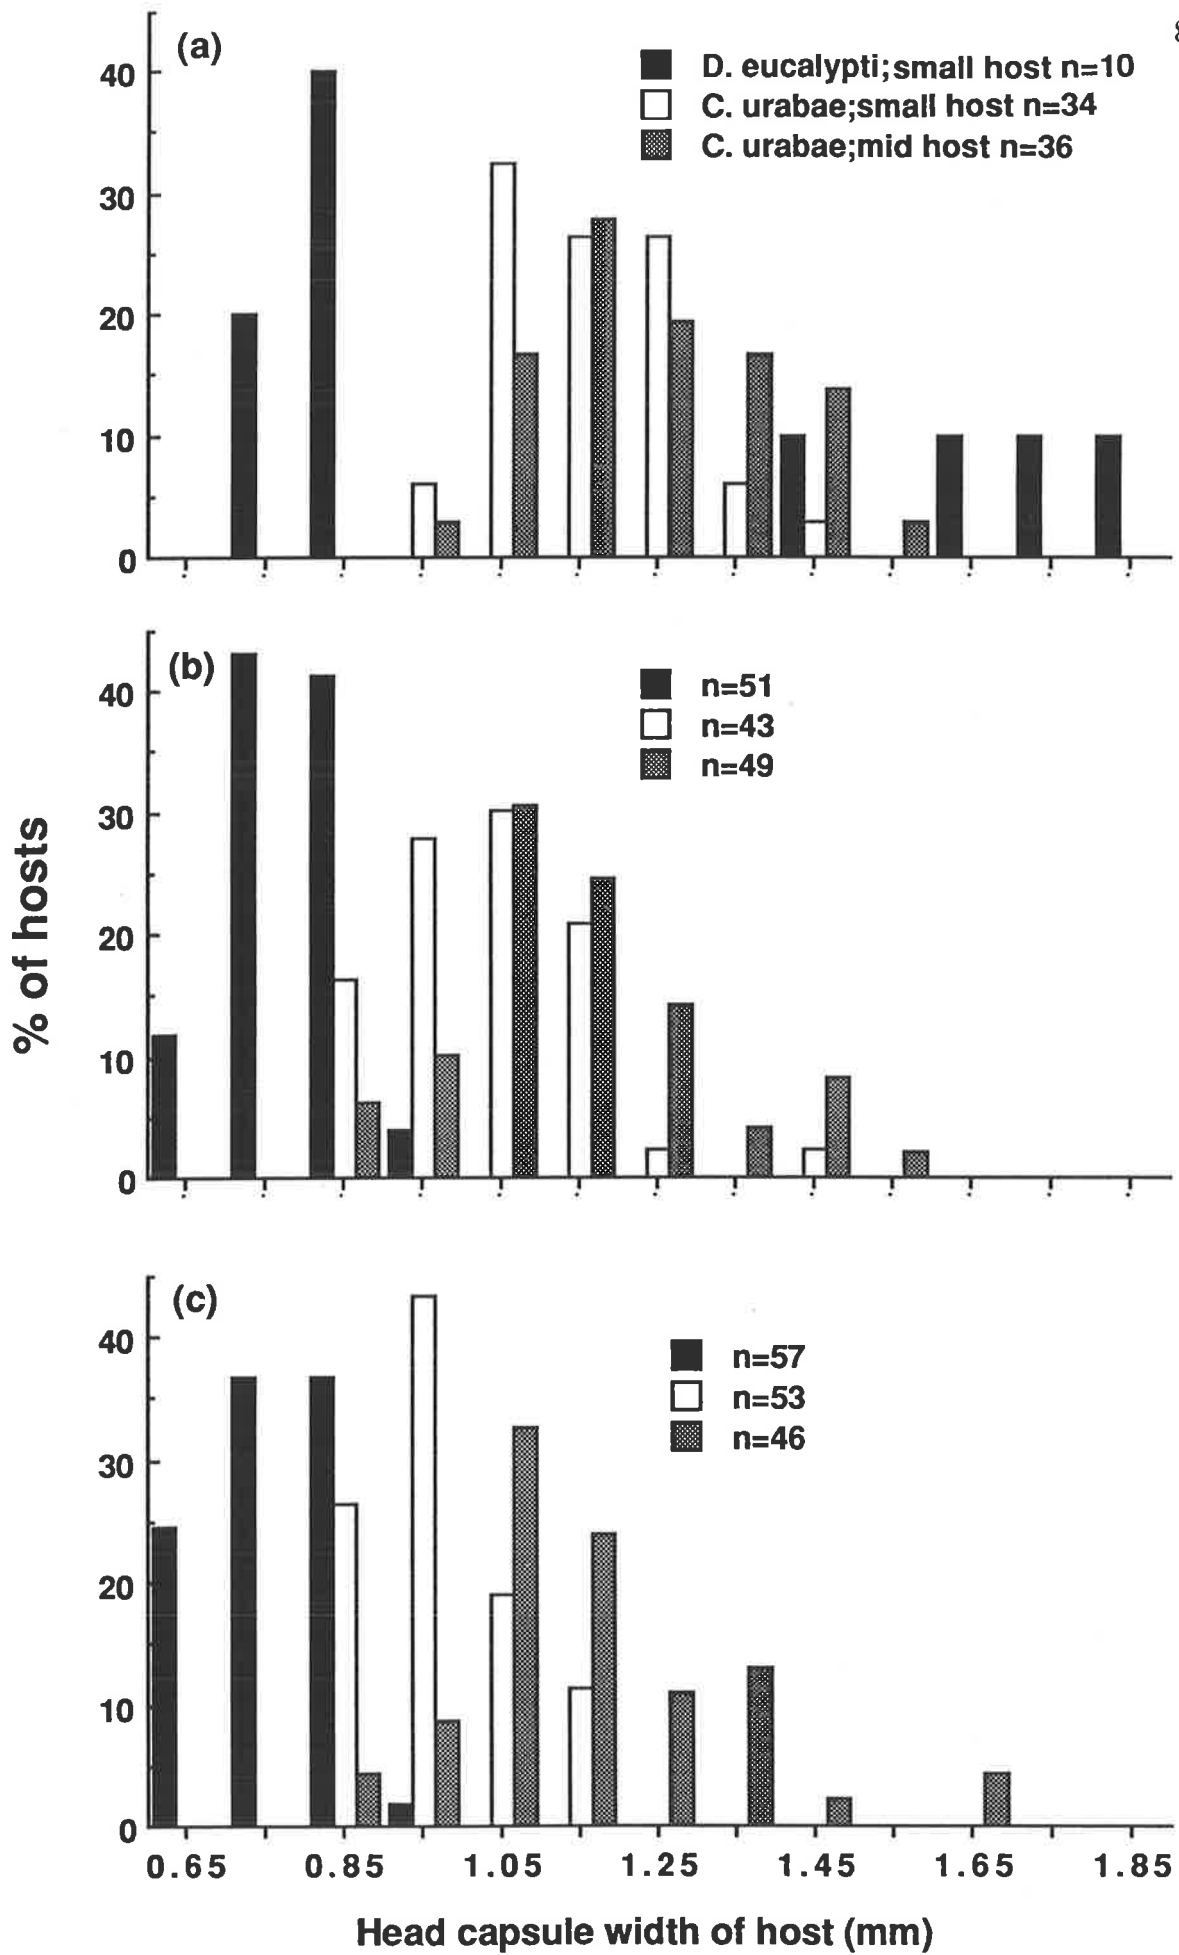 (a)
D. eucalypti;small host n=10
C. urabae;small host n=34
C. urabae;mid host n=36
40
30
20
10
0
(b)
n=51
n=43
n=49
40
30
20
10
0
% of hosts
(c)
n=57
n=53
n=46
40
30
20
10
0
0.65 0.85 1.05 1.25 1.45 1.65 1.85
Head capsule width of host (mm)